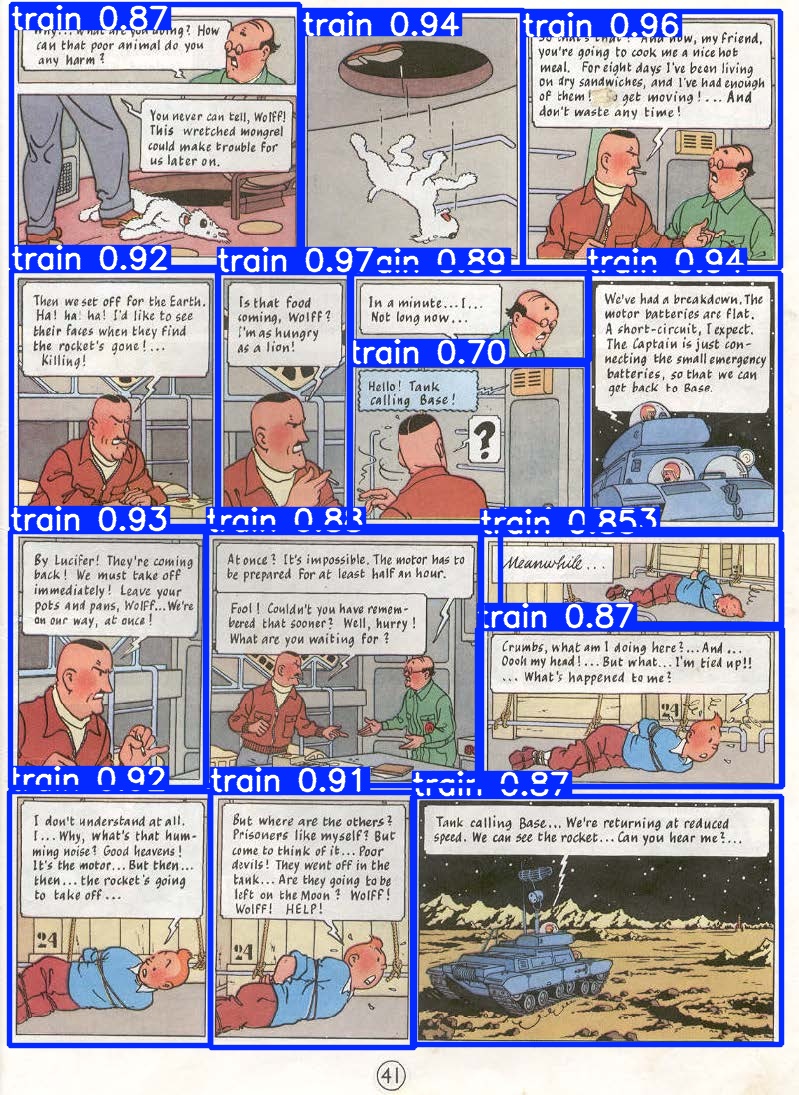 train 0.87
Why... what are you doing? How
can that poor animal do you
any harm?
You never can tell, Wolff!
This wretched mongrel
could make trouble for
us later on.
train 0.94
train 0.96
So that's that! And now, my friend,
you're going to cook me a nice hot
meal. For eight days I've been living
on dry sandwiches, and I've had enough
of them! So get moving!... And
don't waste any time!
train 0.92
Then we set off for the Earth.
Ha! ha! ha! I'd like to see
their faces when they find
the rocket's gone!...
Killing!
train 0.97
Is that food
coming, Wolff?
I'm as hungry
as a lion!
ain 0.89
In a minute...I...
Not long now...
train 0.70
Hello! Tank
calling Base!
?
train 0.94
We've had a breakdown. The
motor batteries are flat.
A short-circuit, I expect.
The Captain is just con-
necting the small emergency
batteries, so that we can
get back to Base.
train 0.93
By Lucifer! They're coming
back! We must take off
immediately! Leave your
pots and pans, Wolff...We're
on our way, at once!
train 0.88
At once? It's impossible. The motor has to
be prepared for at least half an hour.
Fool! Couldn't you have remem-
bered that sooner? Well, hurry!
What are you waiting for?
train 0.853
Meanwhile...
train 0.87
Crumbs, what am I doing here?... And...
Oooh my head!... But what... I'm tied up!!
... What's happened to me?
24
train 0.92
I don't understand at all.
I... Why, what's that hum-
ming noise? Good heavens!
It's the motor... But then...
then... the rocket's going
to take off...
24
train 0.91
But where are the others?
Prisoners like myself? But
come to think of it... Poor
devils! They went off in the
tank... Are they going to be
left on the Moon? Wolff!
Wolff! HELP!
24
train 0.87
Tank calling Base... We're returning at reduced
speed. We can see the rocket... Can you hear me?...
41